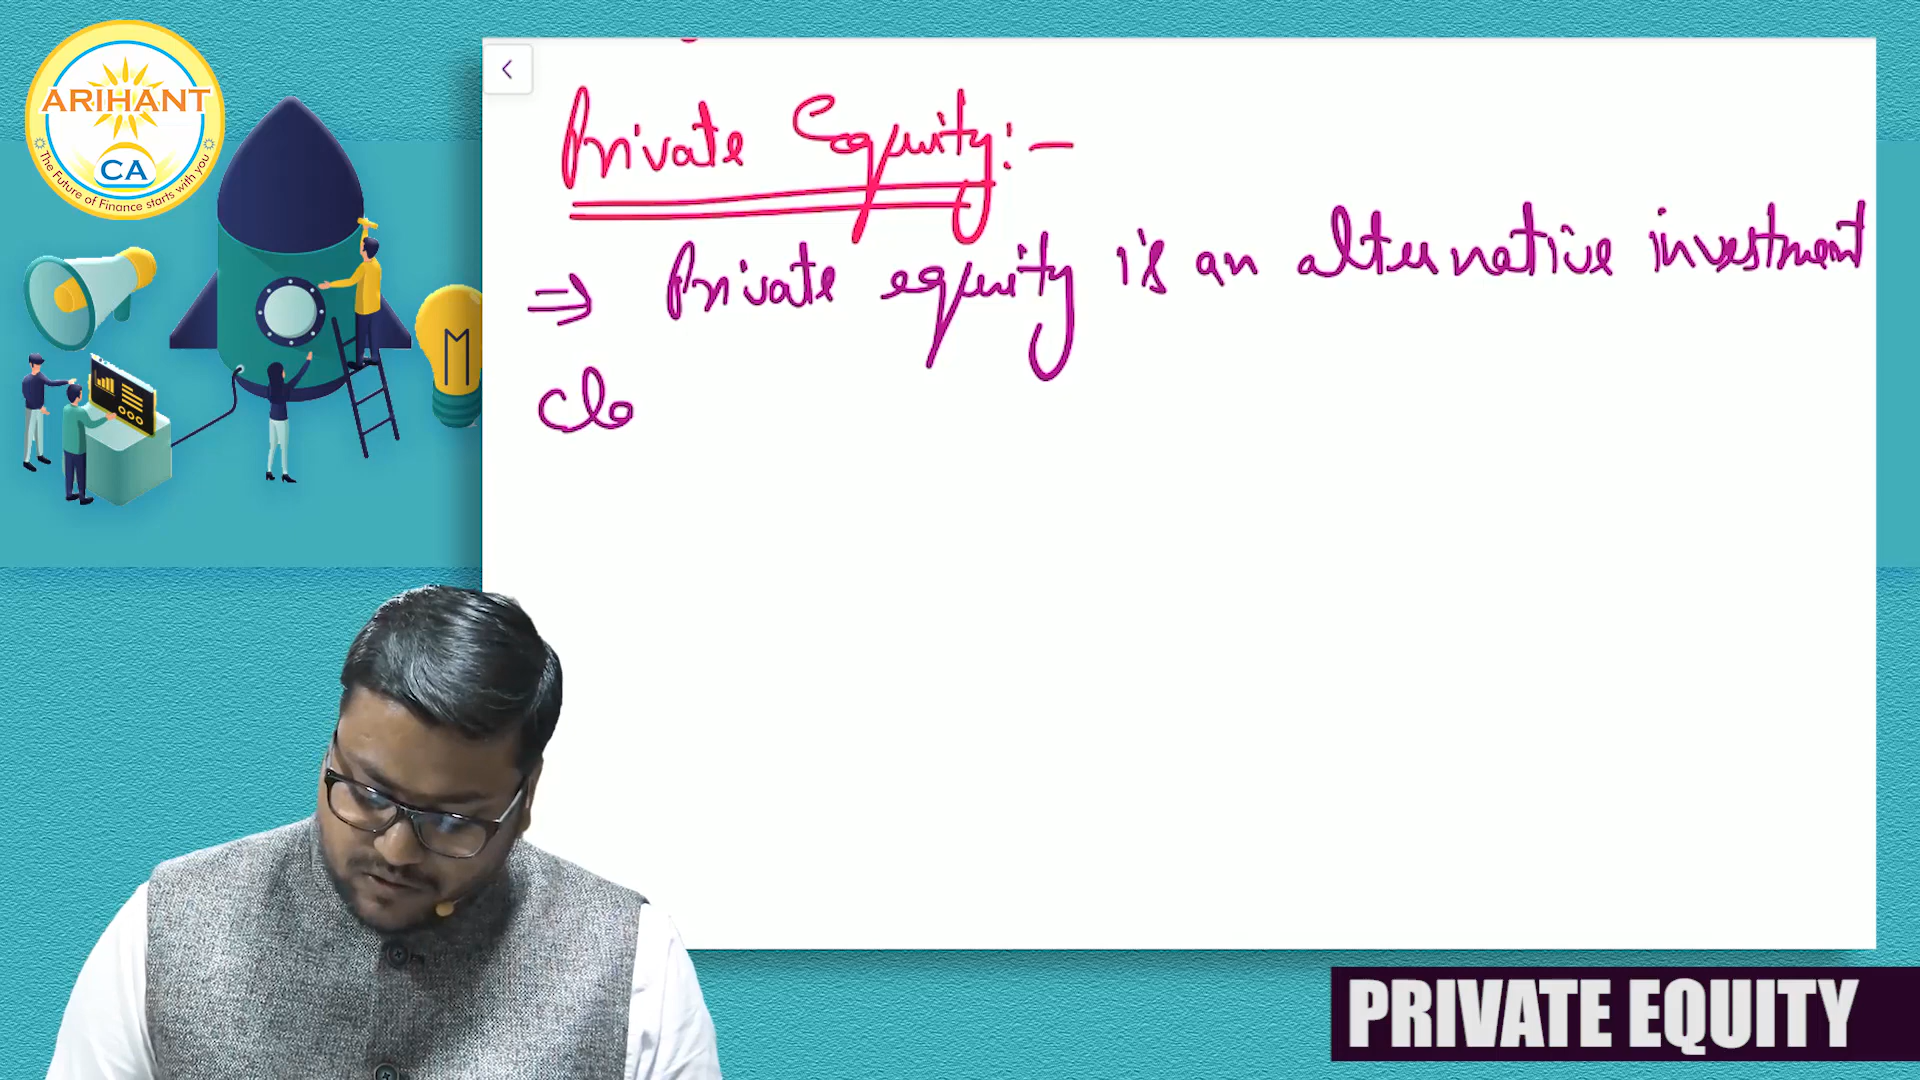 ARIHANT
CA
The Future of Finance starts with you
Private Equity:-
⇒ Private equity is an alternative investment
cla
PRIVATE EQUITY